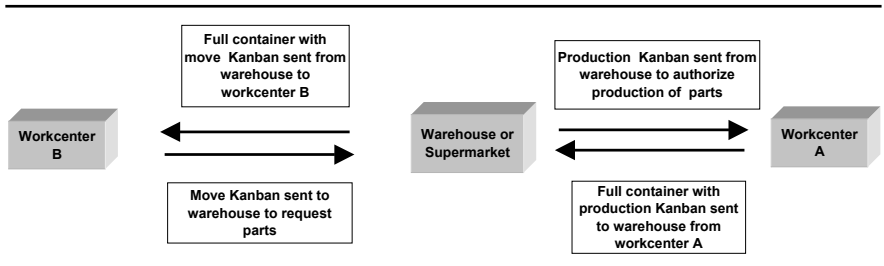 Full container with
move Kanban sent from
warehouse to
workcenter B
Production Kanban sent from
warehouse to authorize
production of parts
Workcenter
B
Warehouse or
Supermarket
Workcenter
A
Move Kanban sent to
warehouse to request
parts
Full container with
production Kanban sent
to warehouse from
workcenter A